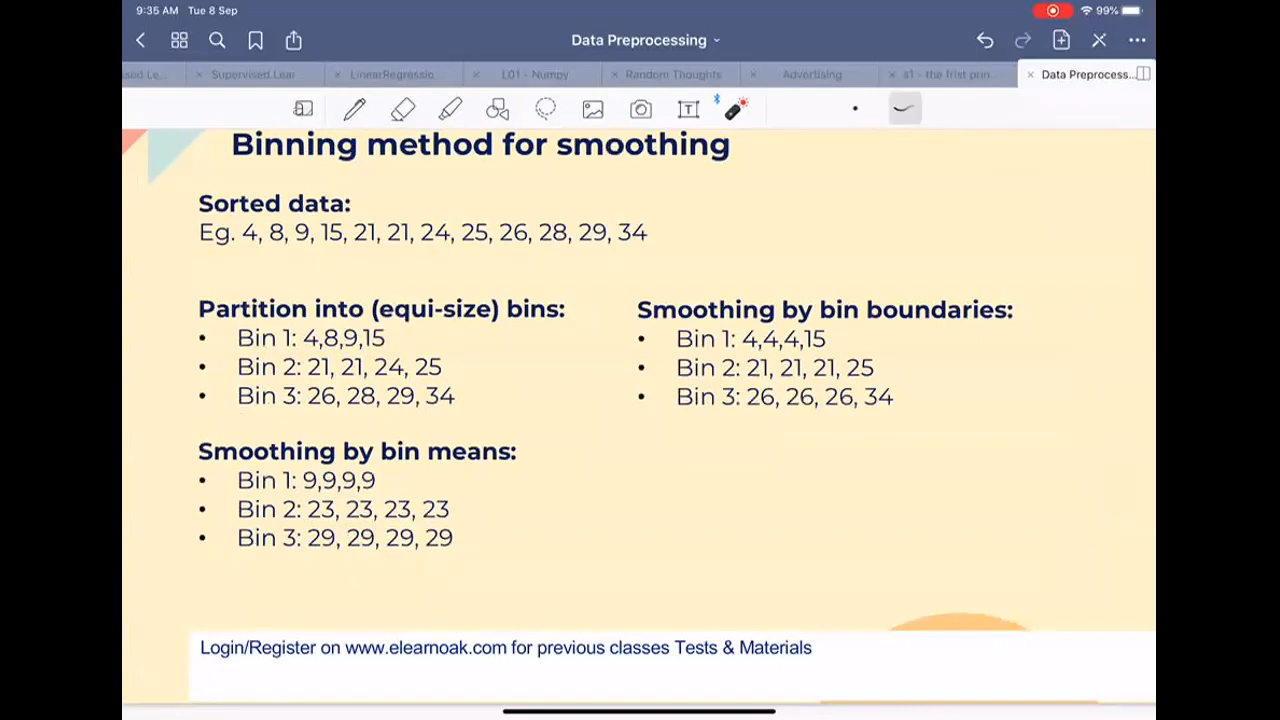 9:35 AM Tue 8 Sep
99%
Data Preprocessing
Supervised.Lear
LinearRegressio
L01 - Numpy
Random Thoughts
Advertising
Data Preprocess...
Binning method for smoothing
Sorted data:
Eg. 4, 8, 9, 15, 21, 21, 24, 25, 26, 28, 29, 34
Partition into (equi-size) bins:
• Bin 1: 4,8,9,15
• Bin 2: 21, 21, 24, 25
• Bin 3: 26, 28, 29, 34
Smoothing by bin boundaries:
• Bin 1: 4,4,4,15
• Bin 2: 21, 21, 21, 25
• Bin 3: 26, 26, 26, 34
Smoothing by bin means:
• Bin 1: 9,9,9,9
• Bin 2: 23, 23, 23, 23
• Bin 3: 29, 29, 29, 29
Login/Register on www.elearnoak.com for previous classes Tests & Materials